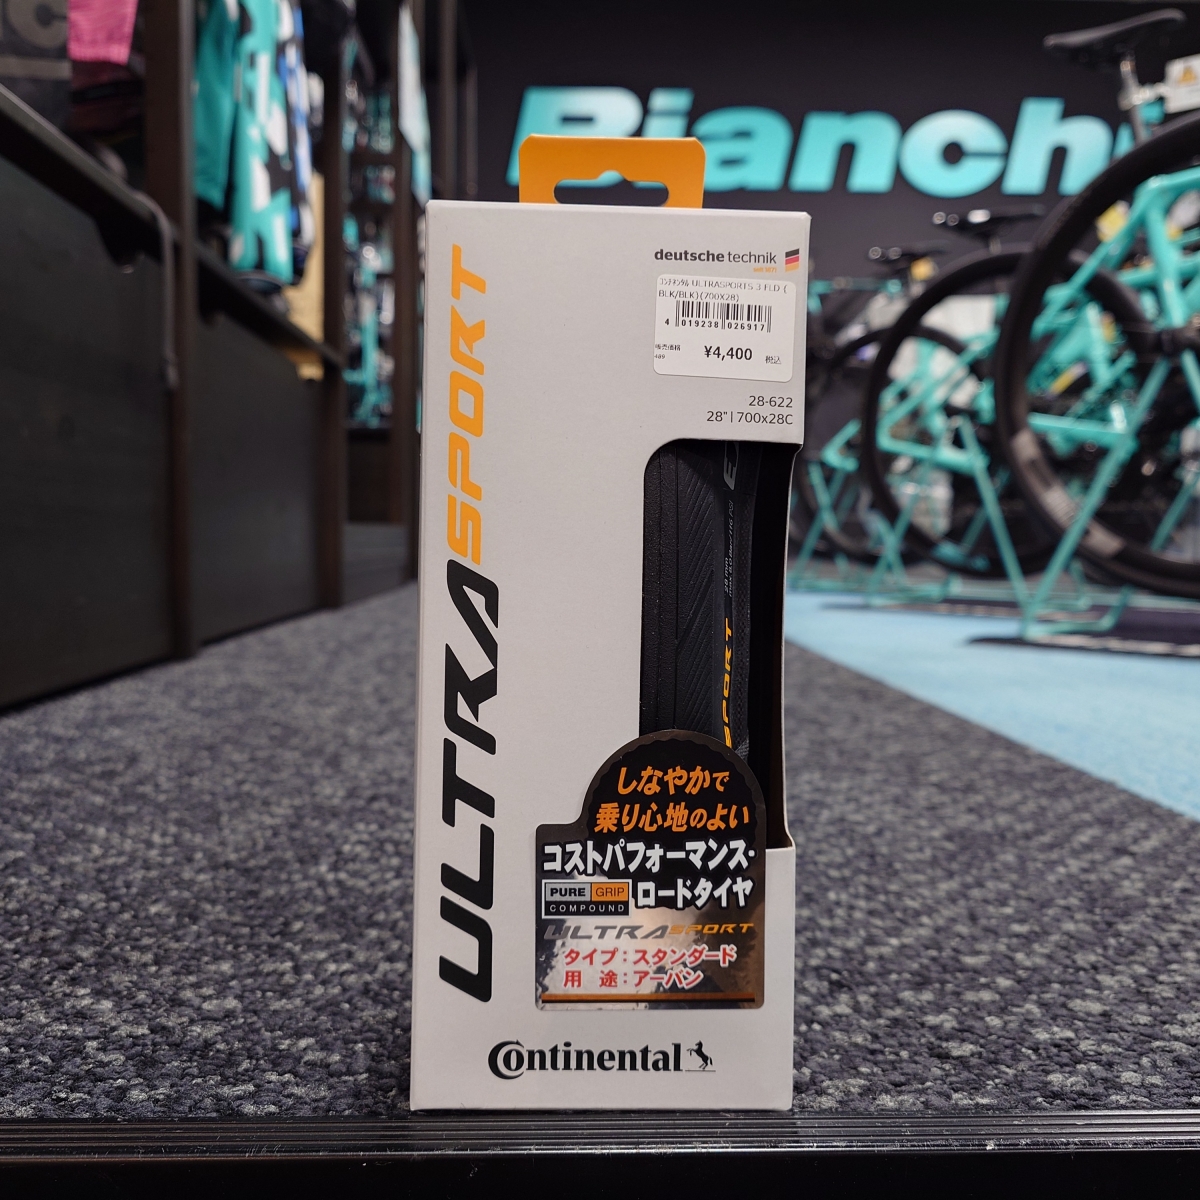 Bianchi
deutsche technik
コンチネンタル ULTRASPORTS 3 FLD (
BLK/BLK)(700X28)
4 019238 026917
販売価格
¥4,400 税込
28-622
28" | 700x28C
ULTRASPORT
28 mm
SPORT
しなやかで
乗り心地のよい
コストパフォーマンス・
ロードタイヤ
PURE GRIP
COMPOUND
ULTRASPORT
タイプ：スタンダード
用 途：アーバン
Continental